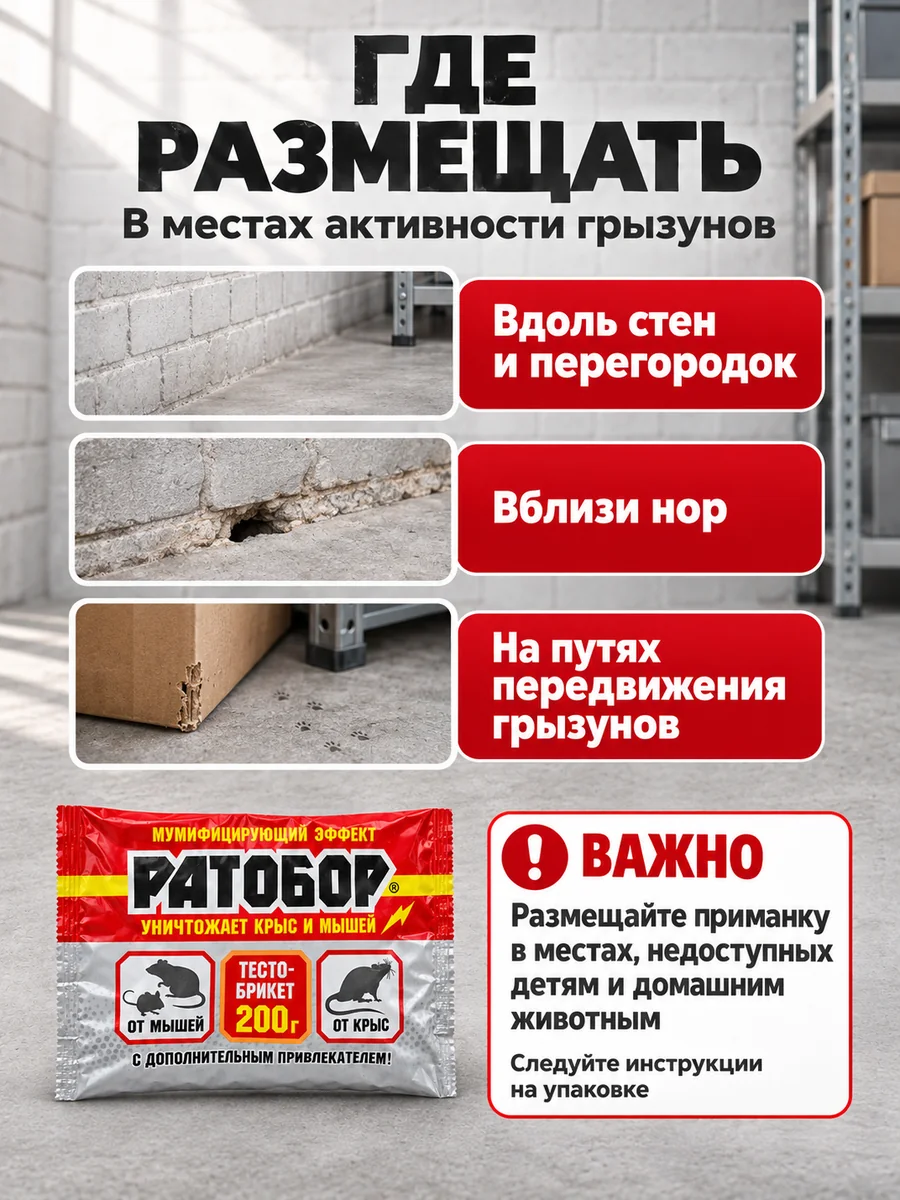 ГДЕ
РАЗМЕЩАТЬ
В местах активности грызунов
Вдоль стен
и перегородок
Вблизи нор
На путях
передвижения
грызунов
МУМИФИЦИРУЮЩИЙ ЭФФЕКТ
РАТОБОР®
УНИЧТОЖАЕТ КРЫС И МЫШЕЙ
ОТ МЫШЕЙ
ТЕСТО-
БРИКЕТ
200г
ОТ КРЫС
С ДОПОЛНИТЕЛЬНЫМ ПРИВЛЕКАТЕЛЕМ!
! ВАЖНО
Размещайте приманку
в местах, недоступных
детям и домашним
животным
Следуйте инструкции
на упаковке